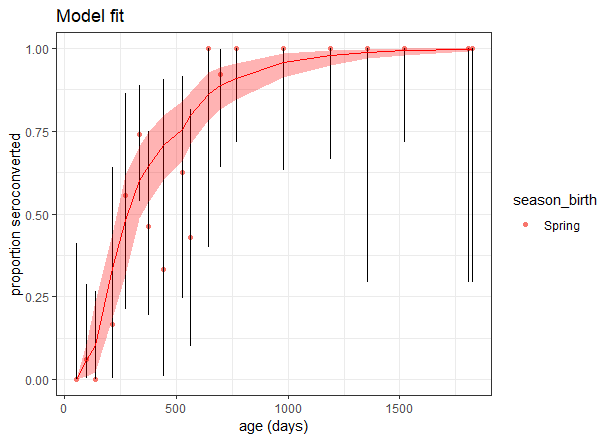 Model fit
1.00
0.75
0.50
0.25
0.00
proportion seroconverted
0
500
1000
1500
age (days)
season_birth
Spring